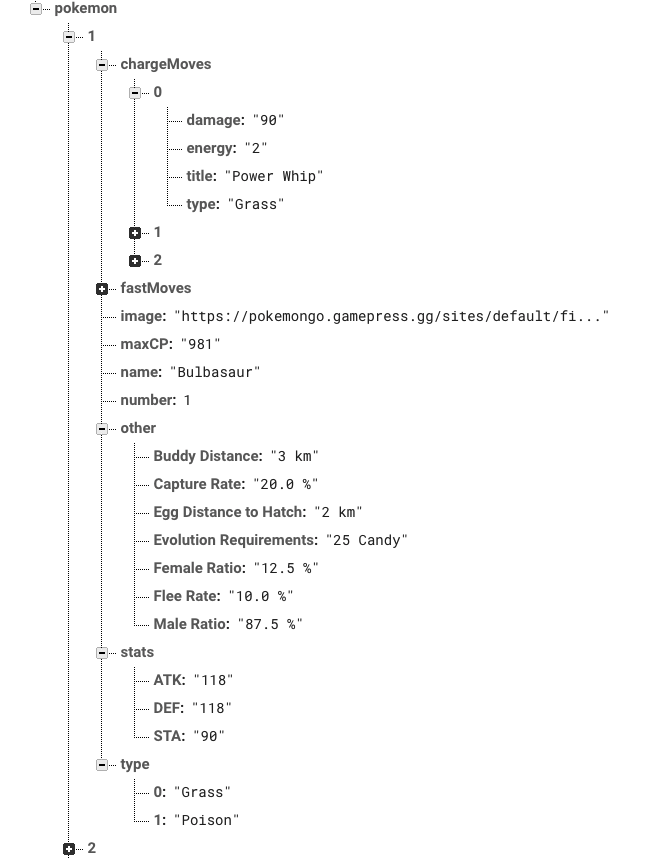 pokemon
1
chargeMoves
0
damage: "90"
energy: "2"
title: "Power Whip"
type: "Grass"
1
2
fastMoves
image: "https://pokemongo.gamepress.gg/sites/default/fi..."
maxCP: "981"
name: "Bulbasaur"
number: 1
other
Buddy Distance: "3 km"
Capture Rate: "20.0 %"
Egg Distance to Hatch: "2 km"
Evolution Requirements: "25 Candy"
Female Ratio: "12.5 %"
Flee Rate: "10.0 %"
Male Ratio: "87.5 %"
stats
ATK: "118"
DEF: "118"
STA: "90"
type
0: "Grass"
1: "Poison"
2